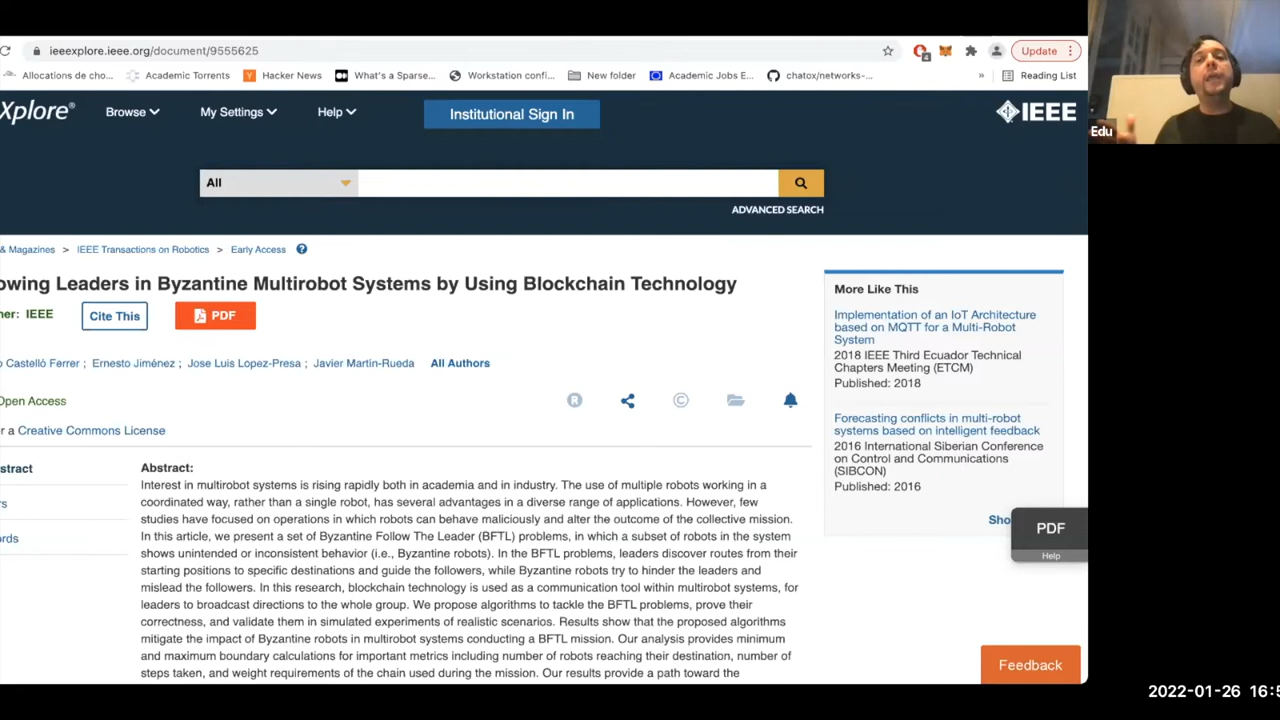 ieeexplore.ieee.org/document/9555625
Update
Allocations de cho... Academic Torrents Hacker News What's a Sparse... Workstation confi... New folder Academic Jobs E... chatox/networks-... » Reading List
Xplore® Browse My Settings Help Institutional Sign In IEEE
Edu
All
ADVANCED SEARCH
& Magazines > IEEE Transactions on Robotics > Early Access ?
owing Leaders in Byzantine Multirobot Systems by Using Blockchain Technology
her: IEEE Cite This PDF
o Castelló Ferrer ; Ernesto Jiménez ; Jose Luis Lopez-Presa ; Javier Martín-Rueda All Authors
R ©
Open Access
r a Creative Commons License
stract
rs
ords
Abstract:
Interest in multirobot systems is rising rapidly both in academia and in industry. The use of multiple robots working in a
coordinated way, rather than a single robot, has several advantages in a diverse range of applications. However, few
studies have focused on operations in which robots can behave maliciously and alter the outcome of the collective mission.
In this article, we present a set of Byzantine Follow The Leader (BFTL) problems, in which a subset of robots in the system
shows unintended or inconsistent behavior (i.e., Byzantine robots). In the BFTL problems, leaders discover routes from their
starting positions to specific destinations and guide the followers, while Byzantine robots try to hinder the leaders and
mislead the followers. In this research, blockchain technology is used as a communication tool within multirobot systems, for
leaders to broadcast directions to the whole group. We propose algorithms to tackle the BFTL problems, prove their
correctness, and validate them in simulated experiments of realistic scenarios. Results show that the proposed algorithms
mitigate the impact of Byzantine robots in multirobot systems conducting a BFTL mission. Our analysis provides minimum
and maximum boundary calculations for important metrics including number of robots reaching their destination, number of
steps taken, and weight requirements of the chain used during the mission. Our results provide a path toward the
More Like This
Implementation of an IoT Architecture
based on MQTT for a Multi-Robot
System
2018 IEEE Third Ecuador Technical
Chapters Meeting (ETCM)
Published: 2018
Forecasting conflicts in multi-robot
systems based on intelligent feedback
2016 International Siberian Conference
on Control and Communications
(SIBCON)
Published: 2016
Sho
PDF
Help
Feedback
2022-01-26 16:5